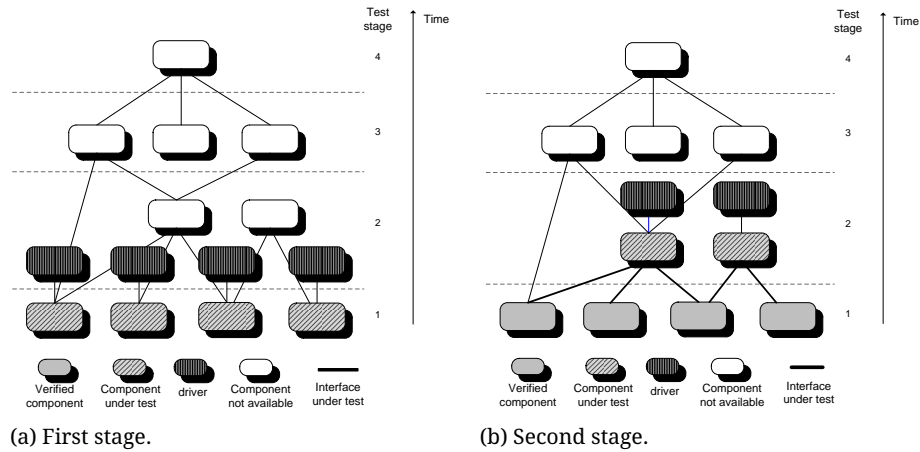 Test
stage
Time
4
3
2
1
Verified
component
Component
under test
driver
Component
not available
Interface
under test
(a) First stage.
Test
stage
Time
4
3
2
1
Verified
component
Component
under test
driver
Component
not available
Interface
under test
(b) Second stage.